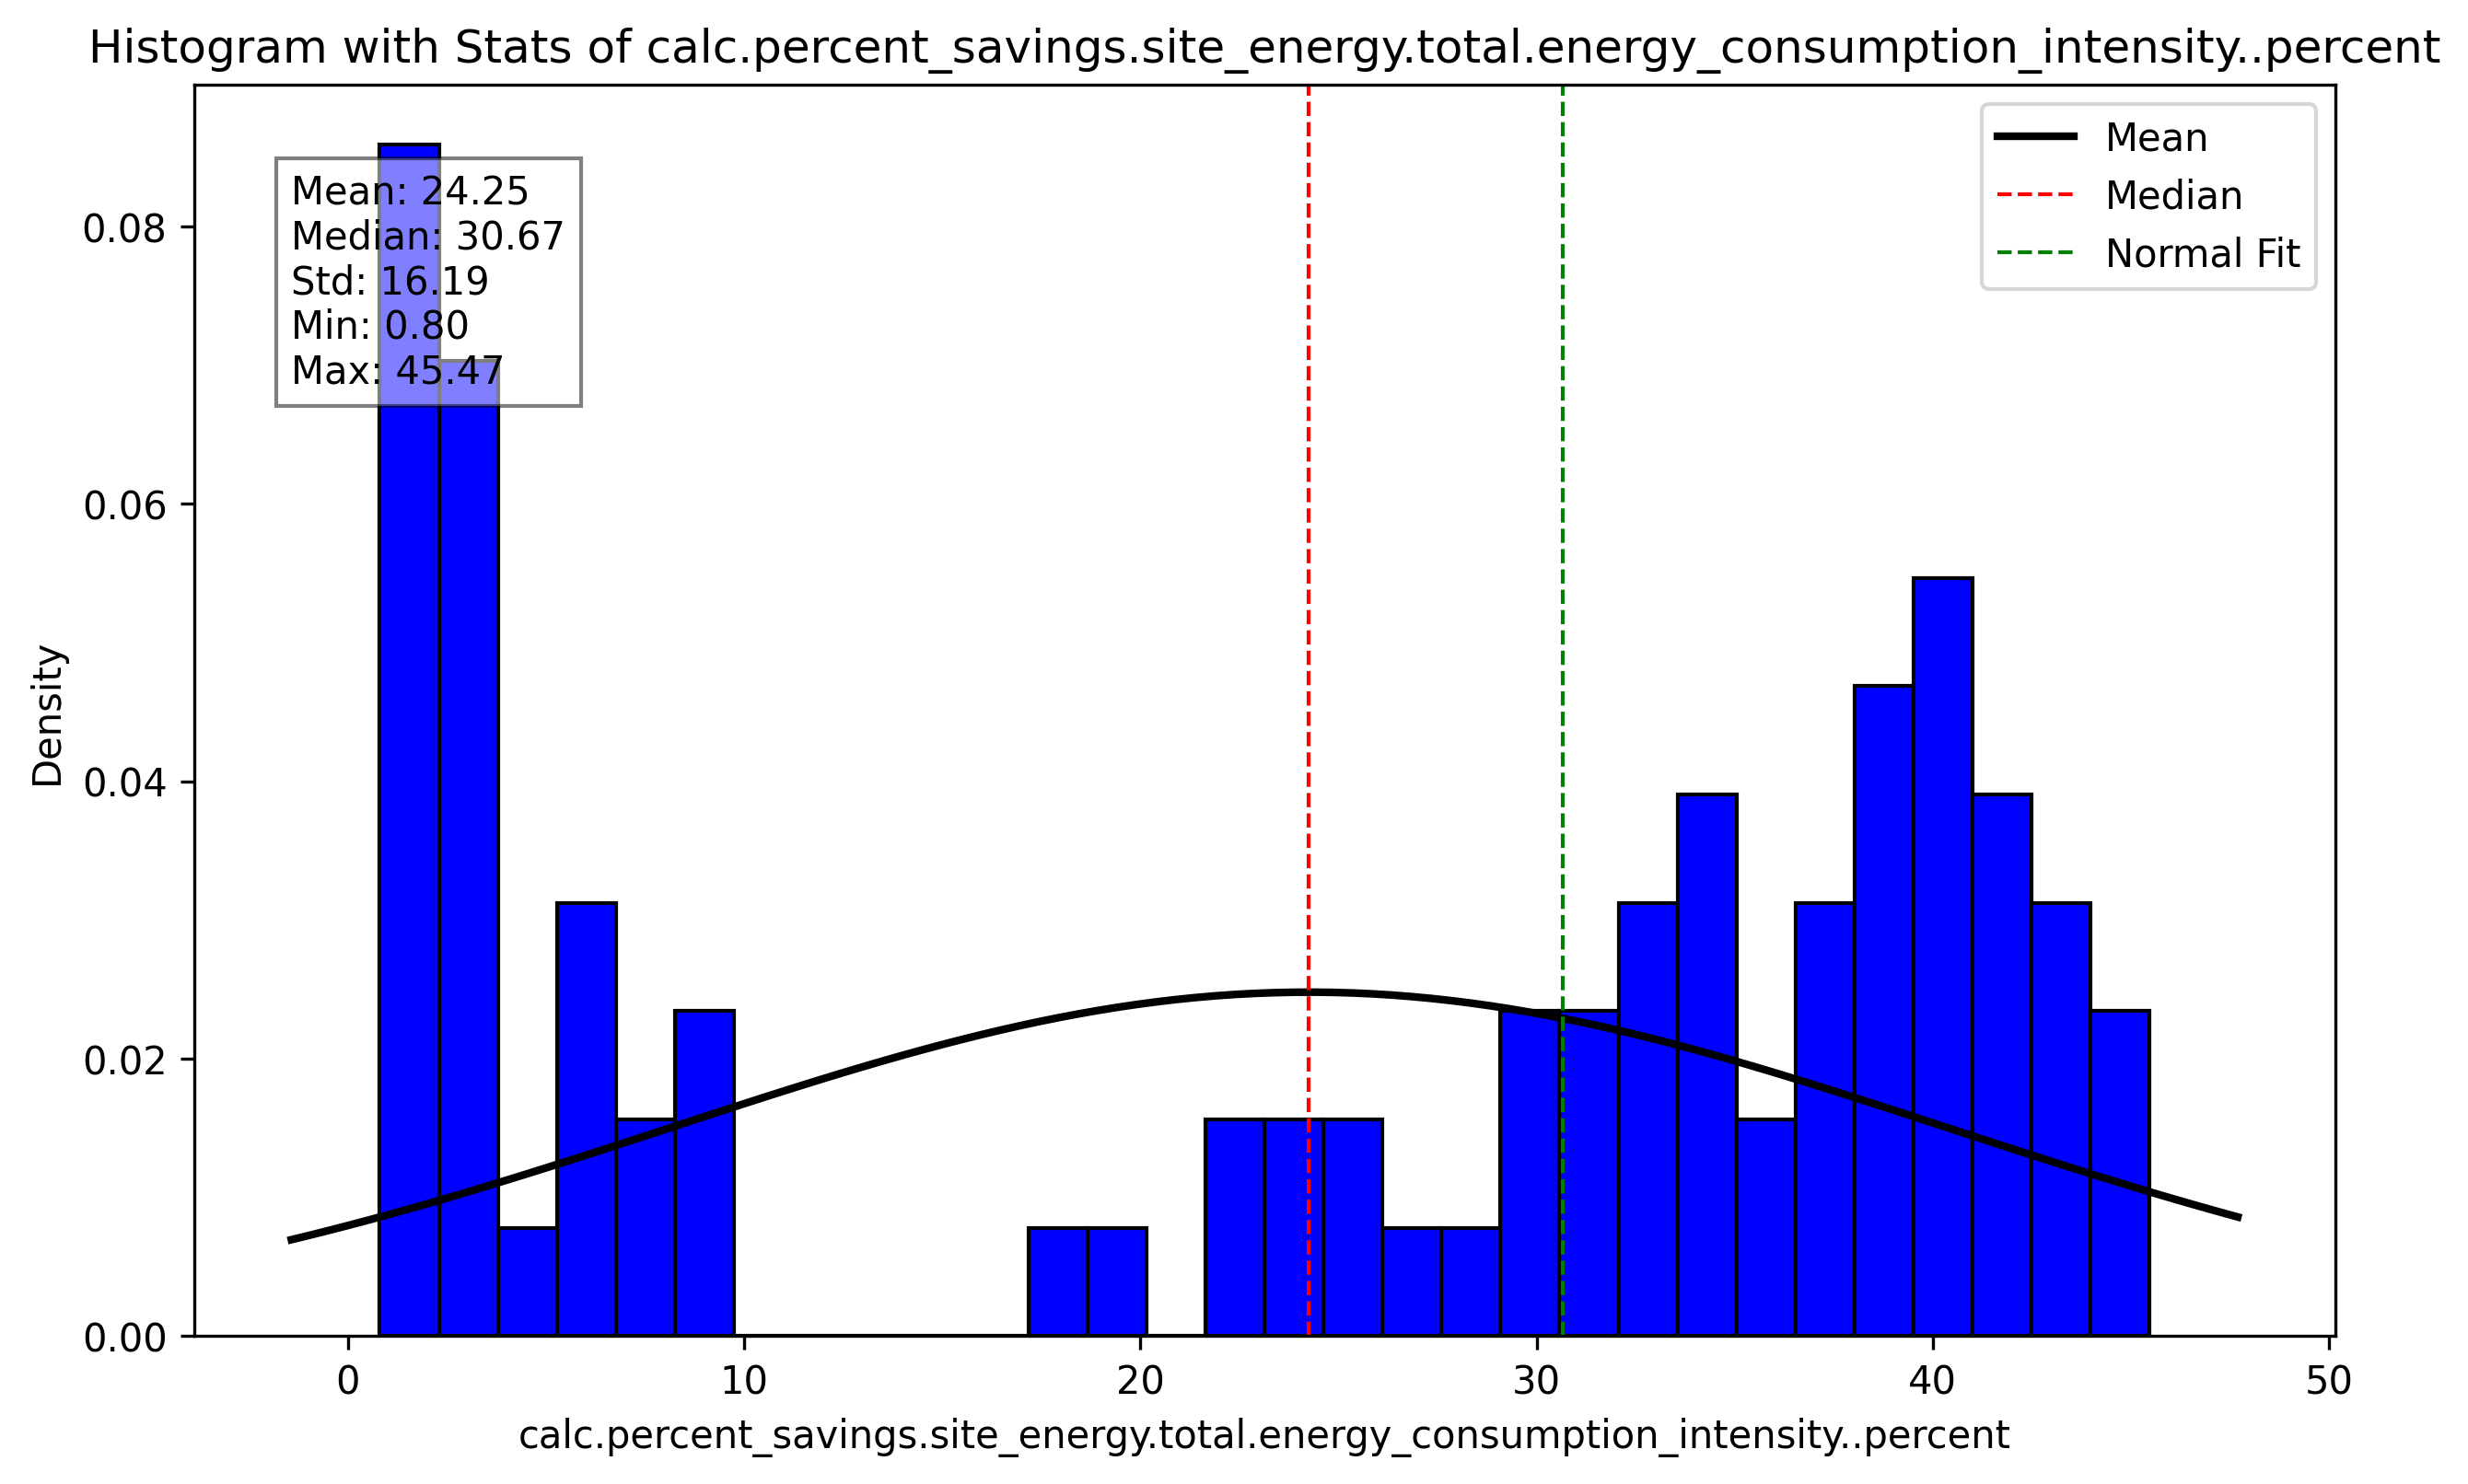 Histogram with Stats of calc.percent_savings.site_energy.total.energy_consumption_intensity..percent
Mean
Median
Normal Fit
Mean: 24.25
Median: 30.67
Std: 16.19
Min: 0.80
Max: 45.47
Density
0.08
0.06
0.04
0.02
0.00
0 10 20 30 40 50
calc.percent_savings.site_energy.total.energy_consumption_intensity..percent